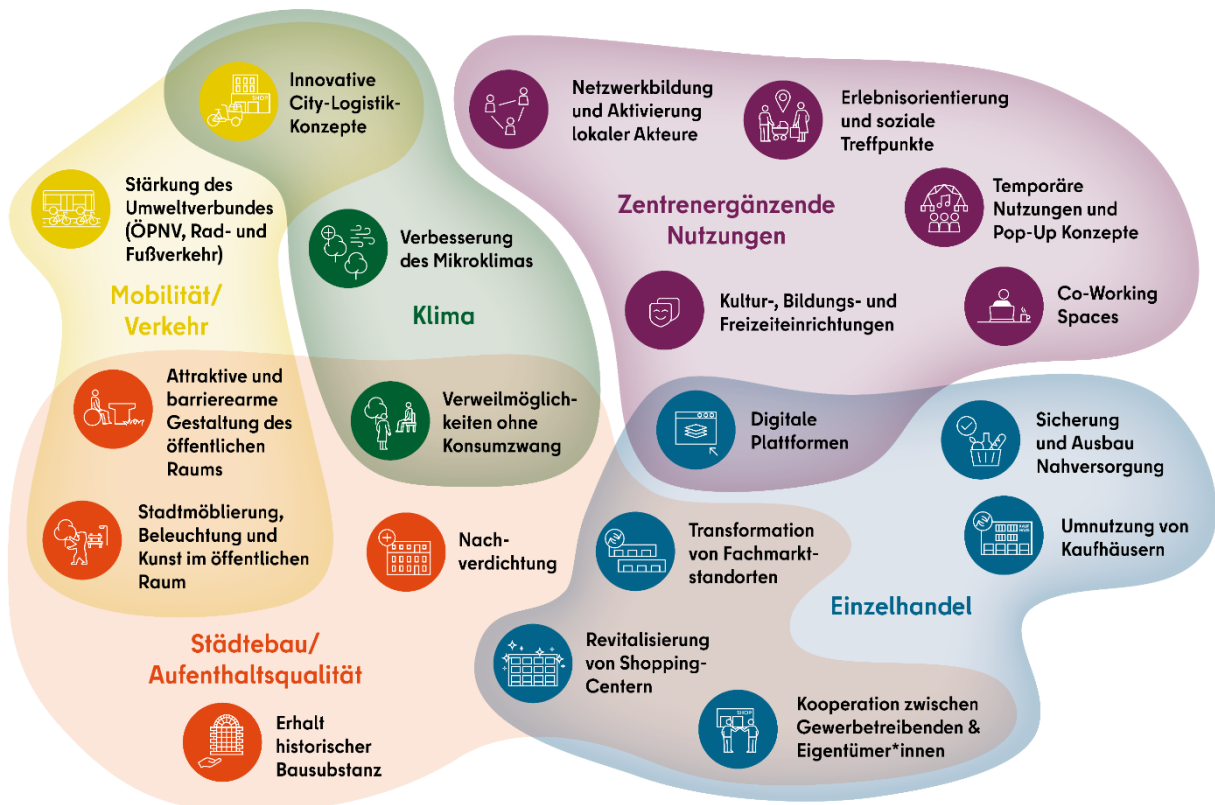 Innovative
City-Logistik-
Konzepte
Netzwerkbildung
und Aktivierung
lokaler Akteure
Erlebnisorientierung
und soziale
Treffpunkte
Stärkung des
Umweltverbundes
(ÖPNV, Rad- und
Fußverkehr)
Zentrenergänzende
Nutzungen
Temporäre
Nutzungen und
Pop-Up Konzepte
Verbesserung
des Mikroklimas
Mobilität/
Verkehr
Klima
Kultur-, Bildungs- und
Freizeiteinrichtungen
Co-Working
Spaces
Attraktive und
barrierearme
Gestaltung des
öffentlichen
Raums
Verweilmöglich-
keiten ohne
Konsumzwang
Digitale
Plattformen
Sicherung
und Ausbau
Nahversorgung
Stadtmöblierung,
Beleuchtung und
Kunst im öffentlichen
Raum
Nach-
verdichtung
Transformation
von Fachmarkt-
standorten
Umnutzung von
Kaufhäusern
Einzelhandel
Städtebau/
Aufenthaltsqualität
Revitalisierung
von Shopping-
Centern
Erhalt
historischer
Bausubstanz
SHOP
Kooperation zwischen
Gewerbetreibenden &
Eigentümer*innen